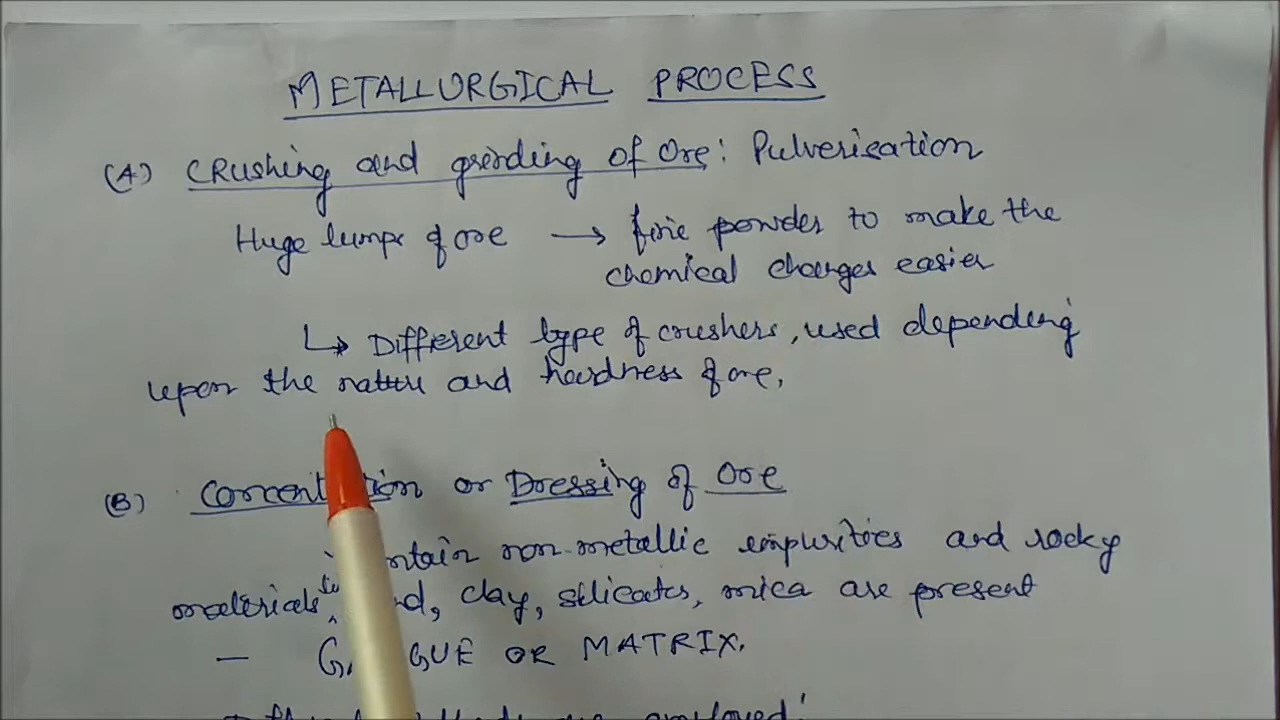 METALLURGICAL PROCESS
(A) Crushing and grinding of Ore: Pulverisation
Huge lumps of ore → fine powder to make the
chemical changes easier
↳ Different type of crushers, used depending
upon the nature and hardness of ore.
(B) or Dressing of Ore
non-metallic impurities and rocky
materials clay, silicates, mica are present
— OR MATRIX.
employed: